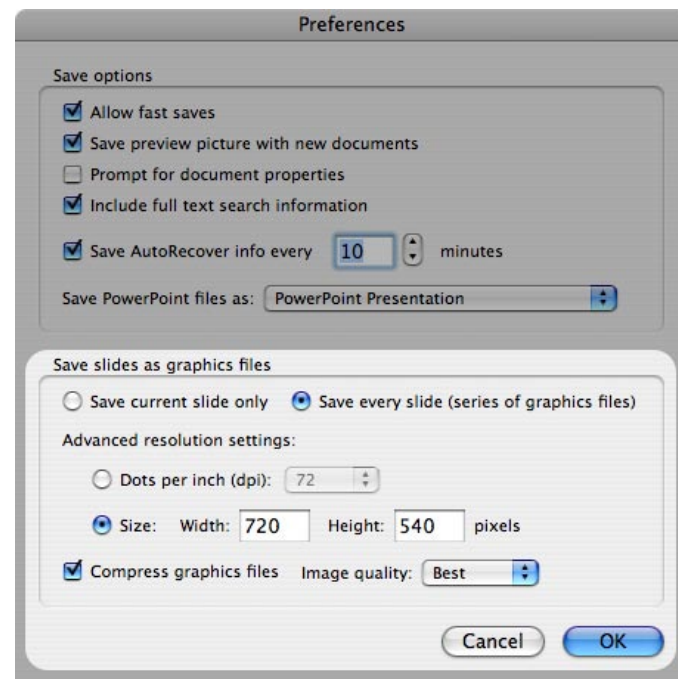 Preferences
Save options
Allow fast saves
Save preview picture with new documents
Prompt for document properties
Include full text search information
Save AutoRecover info every 10 minutes
Save PowerPoint files as: PowerPoint Presentation
Save slides as graphics files
Save current slide only Save every slide (series of graphics files)
Advanced resolution settings:
Dots per inch (dpi): 72
Size: Width: 720 Height: 540 pixels
Compress graphics files Image quality: Best
Cancel OK